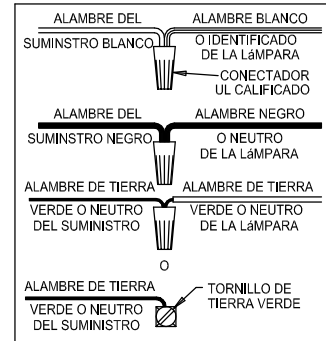 ALAMBRE DEL ALAMBRE BLANCO
SUMINSTRO BLANCO O IDENTIFICADO
DE LA LáMPARA
CONECTADOR
UL CALIFICADO
ALAMBRE DEL ALAMBRE NEGRO
SUMINSTRO NEGRO O NEUTRO
DE LA LáMPARA
ALAMBRE DE TIERRA ALAMBRE DE TIERRA
VERDE O NEUTRO VERDE O NEUTRO
DEL SUMINISTRO DE LA LáMPARA
O
ALAMBRE DE TIERRA TORNILLO DE
VERDE O NEUTRO TIERRA VERDE
DEL SUMINISTRO